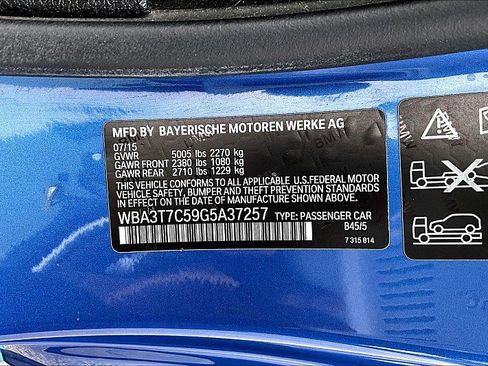 MFD BY BAYERISCHE MOTOREN WERKE AG
07/15
GVWR 5005 lbs 2270 kg
GAWR FRONT 2380 lbs 1080 kg
GAWR REAR 2710 lbs 1229 kg
THIS VEHICLE CONFORMS TO ALL APPLICABLE U.S.FEDERAL MOTOR
VEHICLE SAFETY, BUMPER, AND THEFT PREVENTION STANDARDS
IN EFFECT ON THE DATE OF MANUFACTURE SHOWN ABOVE.
WBA3T7C59G5A37257 TYPE: PASSENGER CAR
B45/5
7 315 814